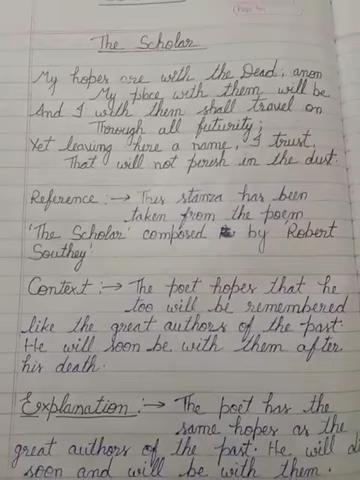 The Scholar
My hopes are with the Dead; anon
My place with them will be
And I with them shall travel on
Through all futurity;
Yet leaving here a name, I trust,
That will not perish in the dust.
Reference :→ This stanza has been
taken from the poem
'The Scholar' composed by 'Robert
Southey'
Context :→ The poet hopes that he
too will be remembered
like the great authors of the past.
He will soon be with them after
his death.
Explanation :→ The poet has the
same hopes as the
great authors of the past. He will
soon and will be with them.